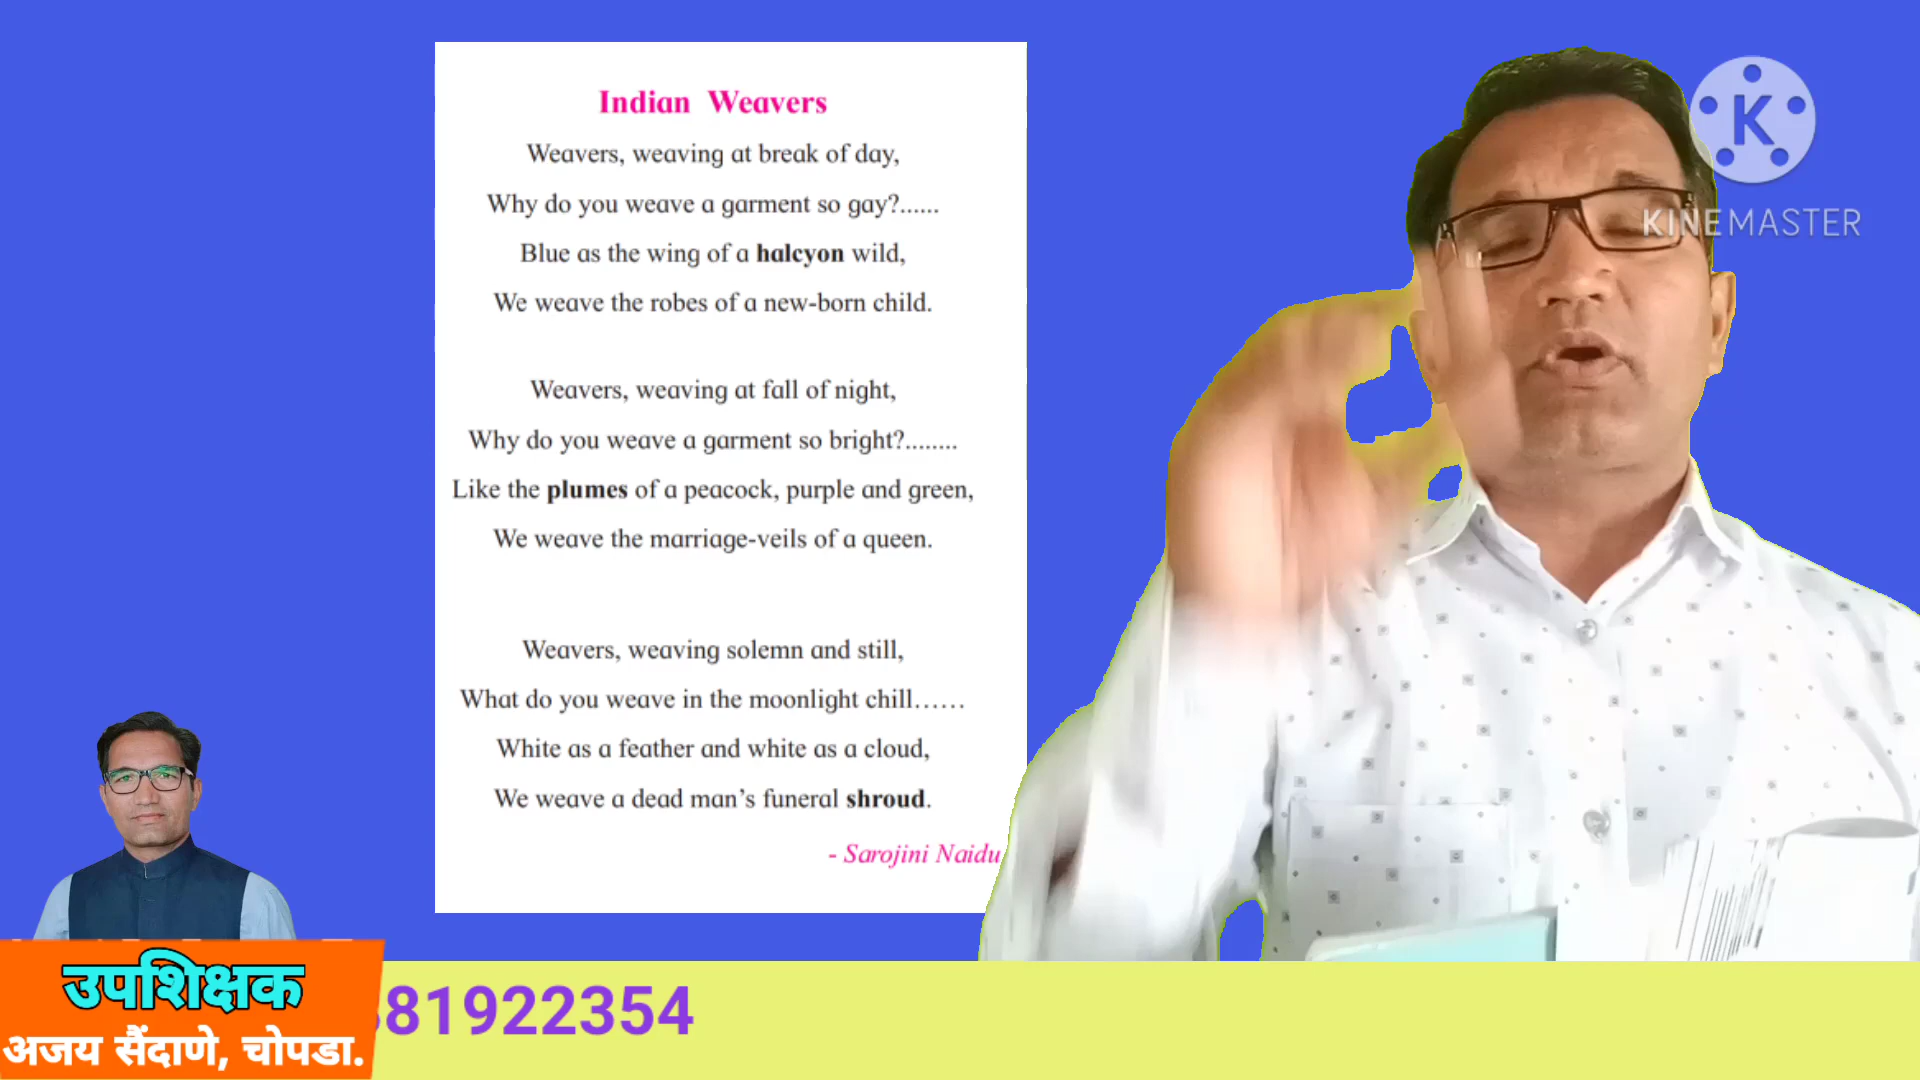 Indian Weavers
Weavers, weaving at break of day,
Why do you weave a garment so gay?......
Blue as the wing of a halcyon wild,
We weave the robes of a new-born child.
Weavers, weaving at fall of night,
Why do you weave a garment so bright?........
Like the plumes of a peacock, purple and green,
We weave the marriage-veils of a queen.
Weavers, weaving solemn and still,
What do you weave in the moonlight chill……
White as a feather and white as a cloud,
We weave a dead man’s funeral shroud.
- Sarojini Naidu
K
KINEMASTER
उपशिक्षक
अजय सैंदाणे, चोपडा.
81922354